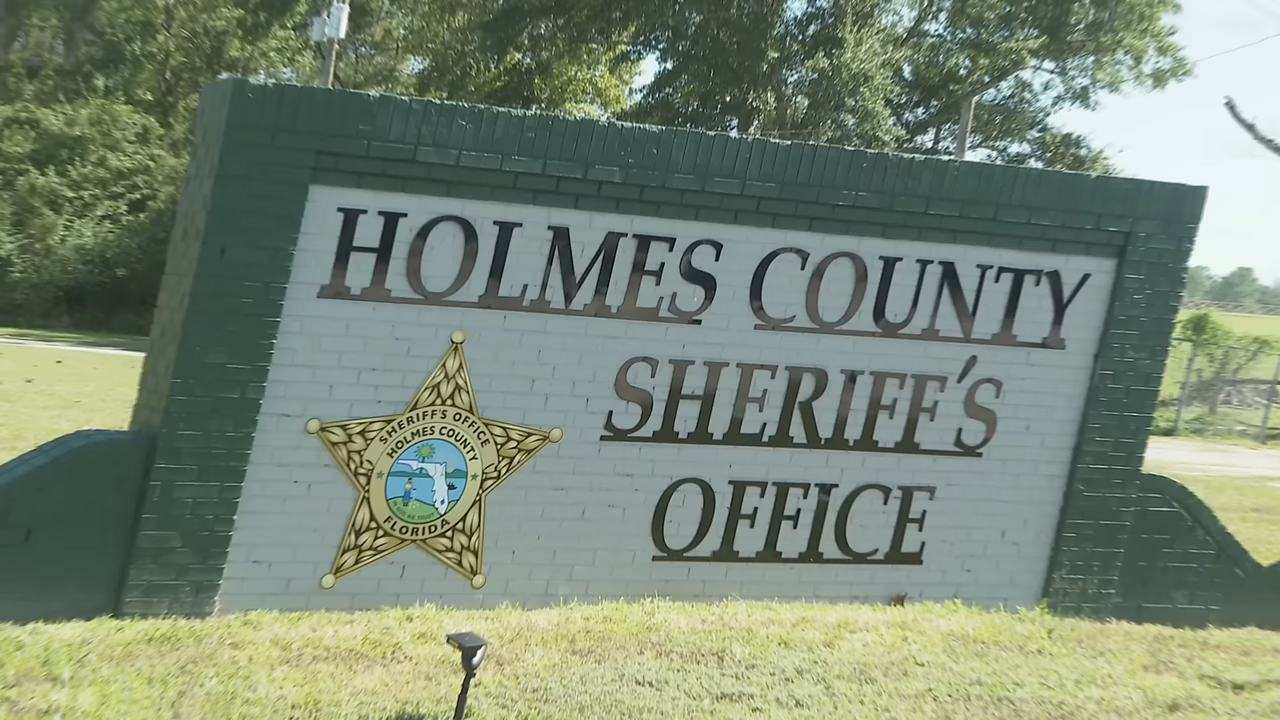 HOLMES COUNTY
SHERIFF'S
OFFICE
SHERIFF'S OFFICE
HOLMES COUNTY
FLORIDA